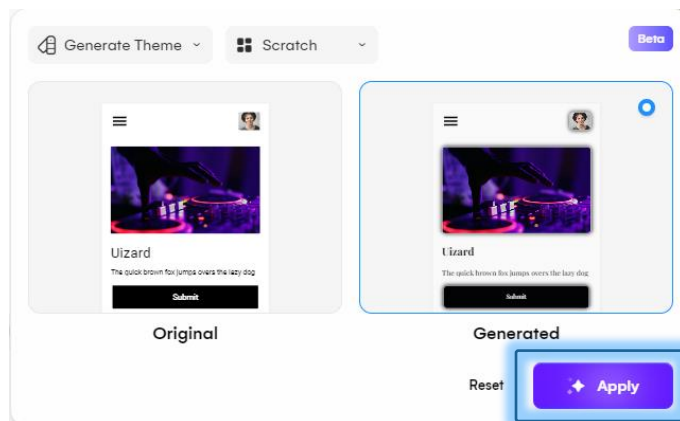 Generate Theme
Scratch
Beta
Uizard
The quick brown fox jumps overs the lazy dog
Submit
Uizard
The quick brown fox jumps overs the lazy dog
Submit
Original
Generated
Reset
Apply